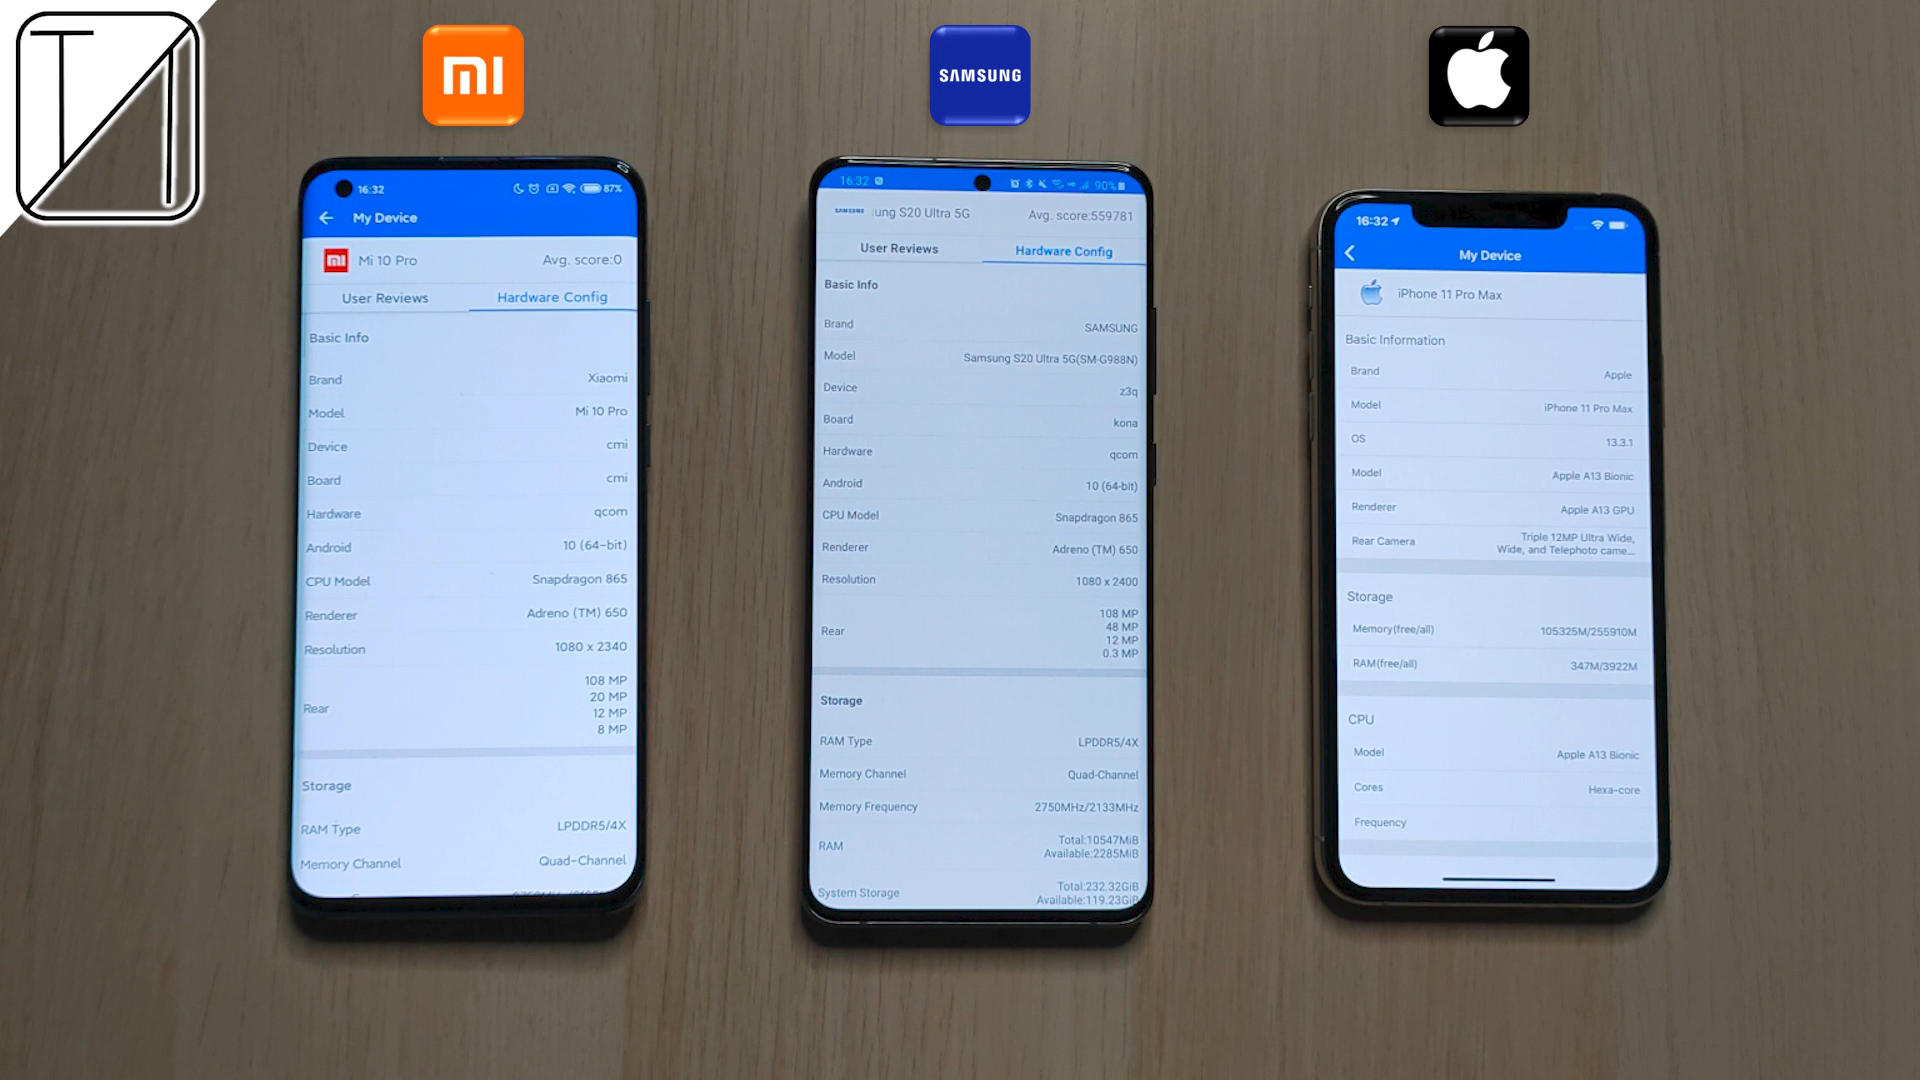 TM
mi
SAMSUNG
16:32
87%
My Device
mi
Mi 10 Pro
Avg. score:0
User Reviews
Hardware Config
Basic Info
Brand
Xiaomi
Model
Mi 10 Pro
Device
cmi
Board
cmi
Hardware
qcom
Android
10 (64-bit)
CPU Model
Snapdragon 865
Renderer
Adreno (TM) 650
Resolution
1080 x 2340
Rear
108 MP
20 MP
12 MP
8 MP
Storage
RAM Type
LPDDR5/4X
Memory Channel
Quad-Channel
16:32
90%
SAMSUNG
ung S20 Ultra 5G
Avg. score:559781
User Reviews
Hardware Config
Basic Info
Brand
SAMSUNG
Model
Samsung S20 Ultra 5G(SM-G988N)
Device
z3q
Board
kona
Hardware
qcom
Android
10 (64-bit)
CPU Model
Snapdragon 865
Renderer
Adreno (TM) 650
Resolution
1080 x 2400
Rear
108 MP
48 MP
12 MP
0.3 MP
Storage
RAM Type
LPDDR5/4X
Memory Channel
Quad-Channel
Memory Frequency
2750MHz/2133MHz
RAM
Total:10547MiB
Available:2285MiB
System Storage
Total:232.32GiB
Available:119.23GiB
16:32
My Device
iPhone 11 Pro Max
Basic Information
Brand
Apple
Model
iPhone 11 Pro Max
OS
13.3.1
Model
Apple A13 Bionic
Renderer
Apple A13 GPU
Rear Camera
Triple 12MP Ultra Wide,
Wide, and Telephoto came...
Storage
Memory(free/all)
105325M/255910M
RAM(free/all)
347M/3922M
CPU
Model
Apple A13 Bionic
Cores
Hexa-core
Frequency